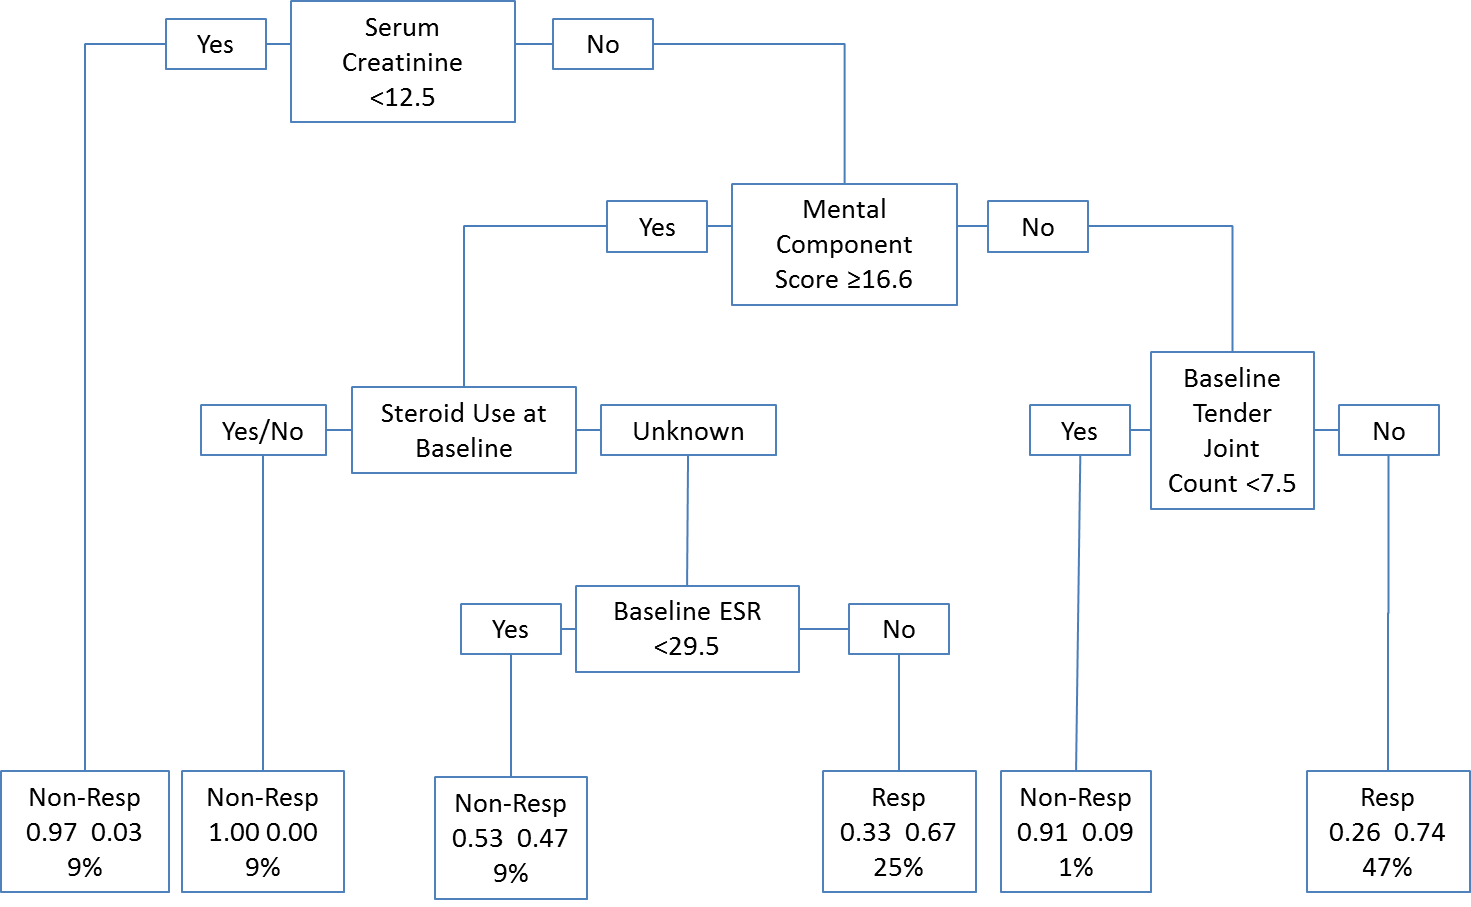 Yes
Serum
Creatinine
<12.5
No
Yes
Mental
Component
Score ≥16.6
No
Yes/No
Steroid Use at
Baseline
Unknown
Yes
Baseline
Tender
Joint
Count <7.5
No
Yes
Baseline ESR
<29.5
No
Non-Resp
0.97 0.03
9%
Non-Resp
1.00 0.00
9%
Non-Resp
0.53 0.47
9%
Resp
0.33 0.67
25%
Non-Resp
0.91 0.09
1%
Resp
0.26 0.74
47%